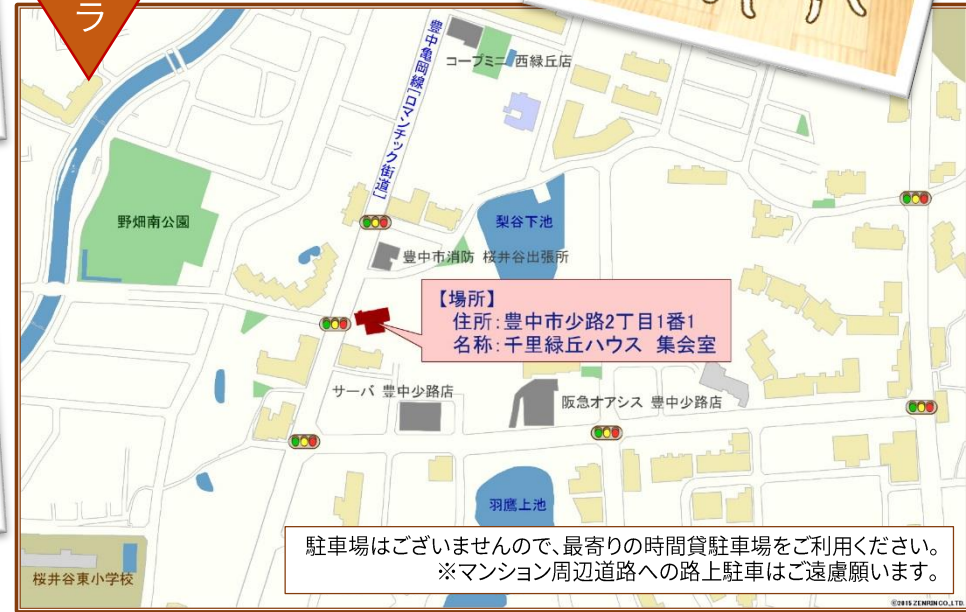 ラ
コープミニ 西緑丘店
豊中亀岡線[ロマンチック街道]
野畑南公園
梨谷下池
豊中市消防 桜井谷出張所
【場所】
住所:豊中市少路2丁目1番1
名称:千里緑丘ハウス 集会室
サーバ 豊中少路店
阪急オアシス 豊中少路店
羽鷹上池
駐車場はございませんので、最寄りの時間貸駐車場をご利用ください。
※マンション周辺道路への路上駐車はご遠慮願います。
桜井谷東小学校
©2015 ZENRIN CO., LTD.